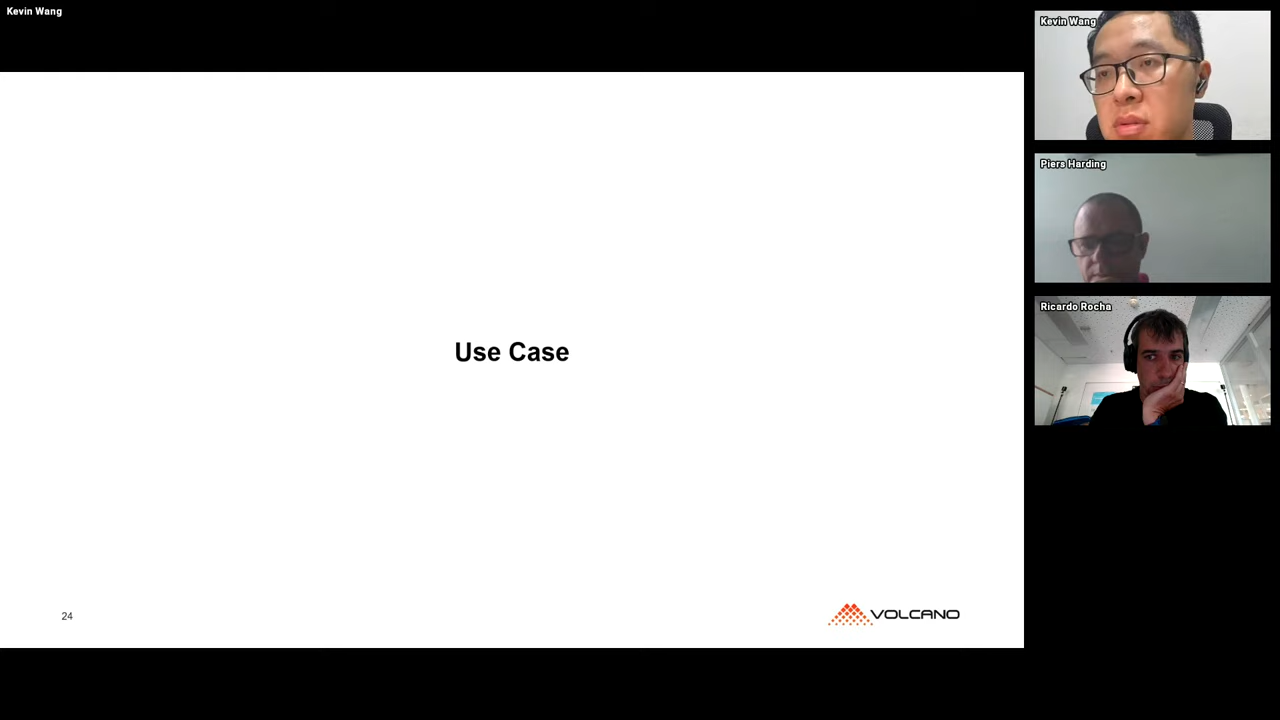 Kevin Wang
Kevin Wang
Piers Harding
Ricardo Rocha
Use Case
24
VOLCANO